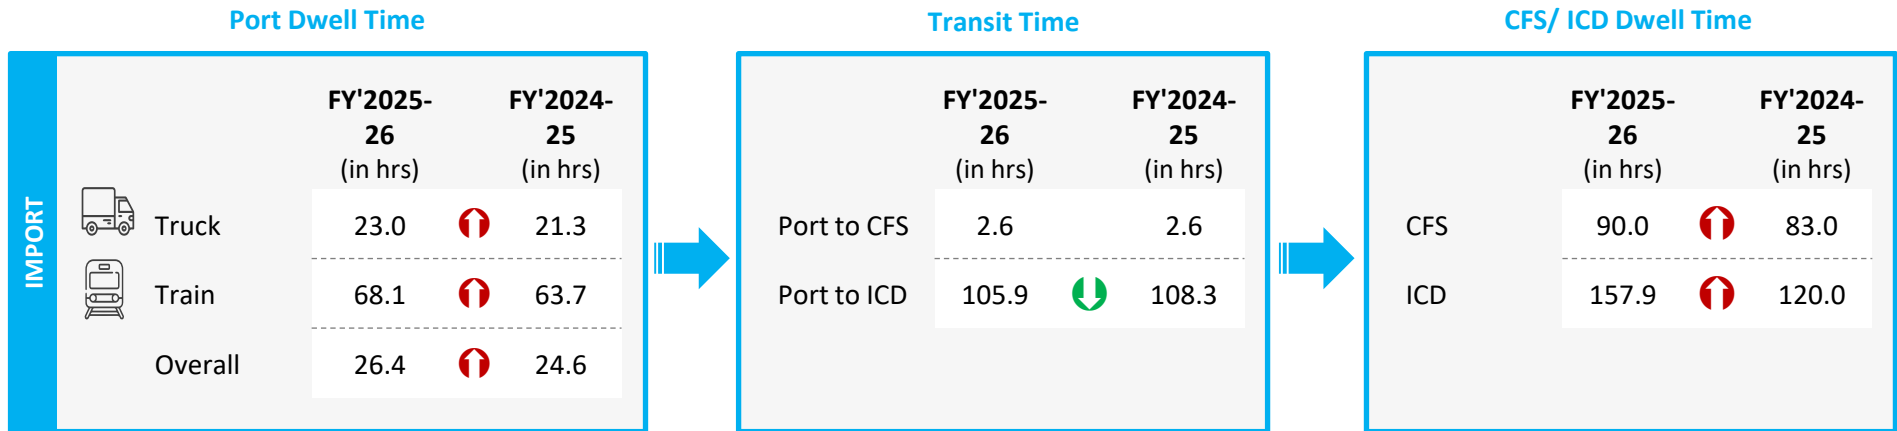 Port Dwell Time
Transit Time
CFS/ ICD Dwell Time
IMPORT
FY'2025-
26
(in hrs)
FY'2024-
25
(in hrs)
Truck 23.0 21.3
Train 68.1 63.7
Overall 26.4 24.6
FY'2025-
26
(in hrs)
FY'2024-
25
(in hrs)
Port to CFS 2.6 2.6
Port to ICD 105.9 108.3
FY'2025-
26
(in hrs)
FY'2024-
25
(in hrs)
CFS 90.0 83.0
ICD 157.9 120.0